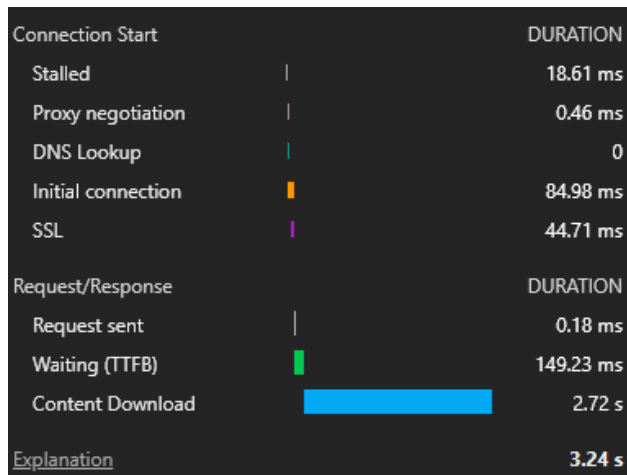 Connection Start DURATION
Stalled 18.61 ms
Proxy negotiation 0.46 ms
DNS Lookup 0
Initial connection 84.98 ms
SSL 44.71 ms
Request/Response DURATION
Request sent 0.18 ms
Waiting (TTFB) 149.23 ms
Content Download 2.72 s
Explanation 3.24 s